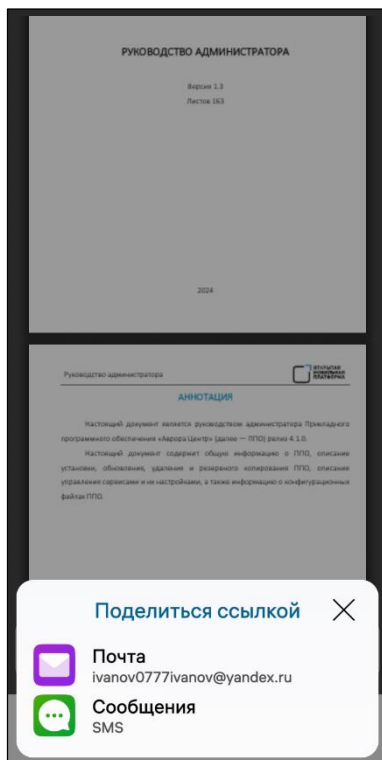 РУКОВОДСТВО АДМИНИСТРАТОРА
Версия 1.3
Листов 163
2024
Руководство администратора
ОТКРЫТАЯ
МОБИЛЬНАЯ
ПЛАТФОРМА
АННОТАЦИЯ
Настоящий документ является руководством администратора Прикладного
программного обеспечения «Аврора Центр» (далее — ППО) релиз 4.1.0.
Настоящий документ содержит общую информацию о ППО, описание
установки, обновления, удаления и резервного копирования ППО, описание
управления сервисами и их настройками, а также информацию о конфигурационных
файлах ППО.
Поделиться ссылкой
Почта
ivanov0777ivanov@yandex.ru
Сообщения
SMS